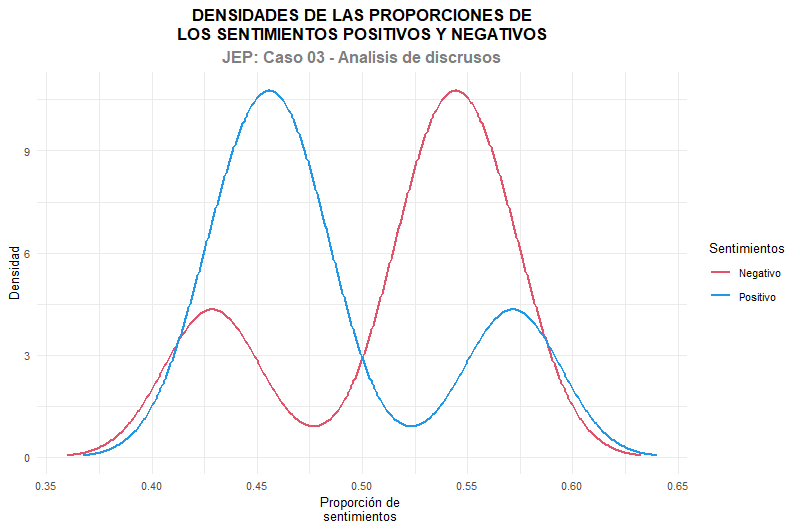 DENSIDADES DE LAS PROPORCIONES DE
LOS SENTIMIENTOS POSITIVOS Y NEGATIVOS
JEP: Caso 03 - Analisis de discrusos
9
6
3
0
Densidad
0.35 0.40 0.45 0.50 0.55 0.60 0.65
Proporción de
sentimientos
Sentimientos
Negativo
Positivo